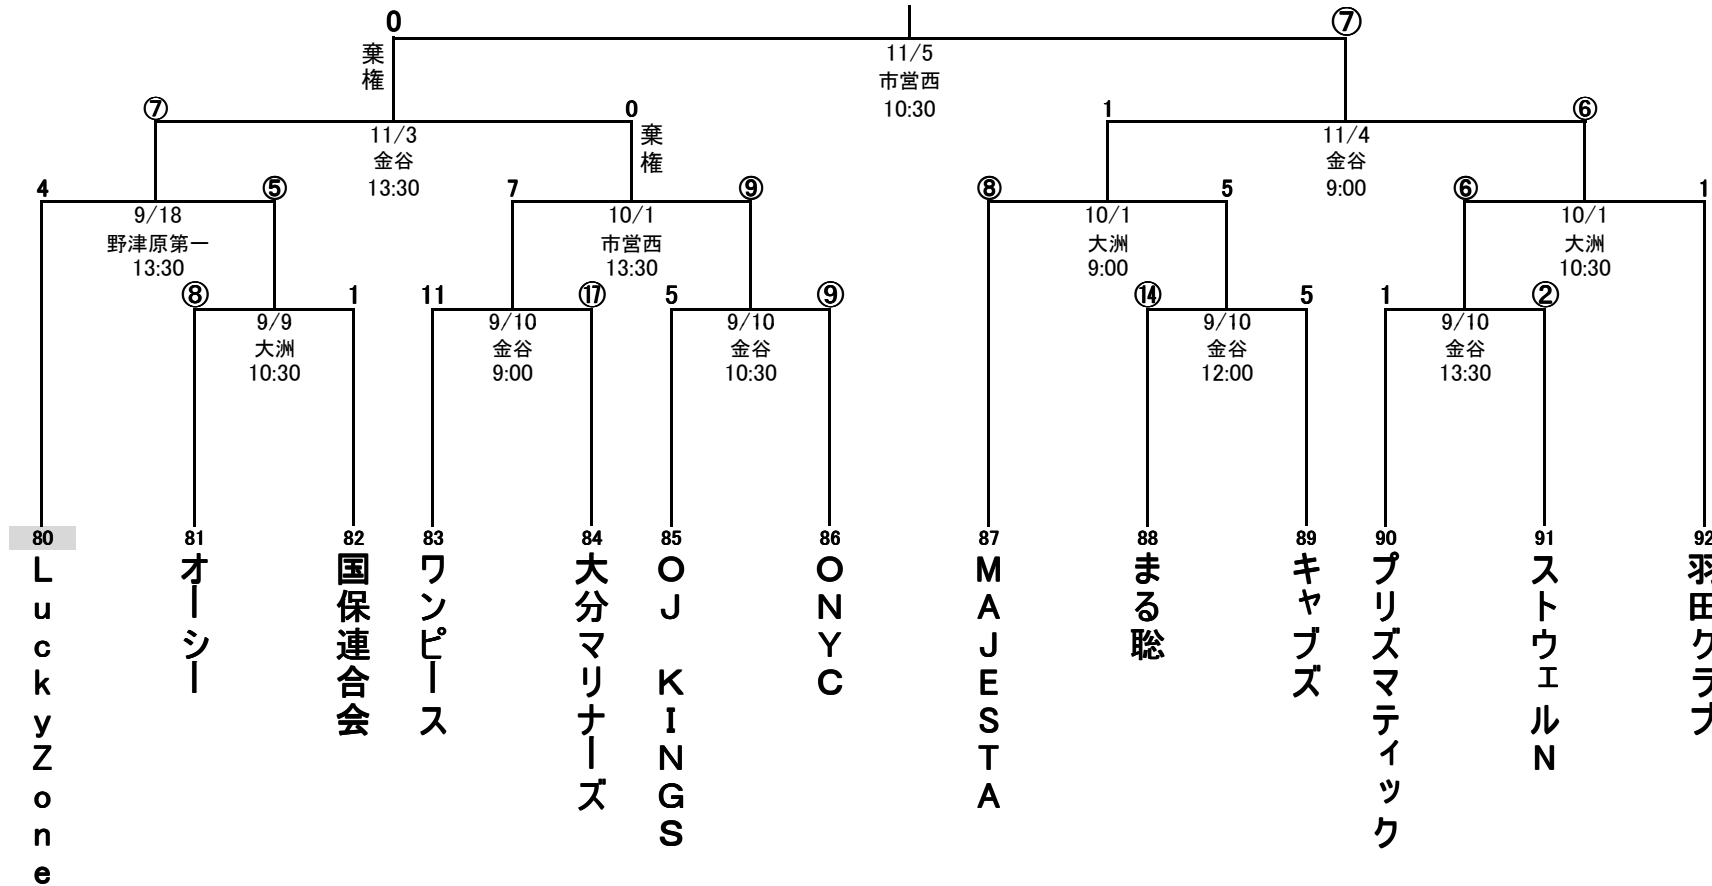 0
⑦
棄権
11/5
市営西
10:30
⑦
0
棄権
11/3
金谷
13:30
1
⑥
11/4
金谷
9:00
4
⑤
9/18
野津原第一
13:30
7
⑨
10/1
市営西
13:30
⑧
5
10/1
大洲
9:00
⑥
1
10/1
大洲
10:30
⑧
1
9/9
大洲
10:30
11
⑰
9/10
金谷
9:00
5
⑨
9/10
金谷
10:30
⑭
5
9/10
金谷
12:00
1
②
9/10
金谷
13:30
80
LuckyZone
81
オーシー
82
国保連合会
83
ワンピース
84
大分マリナーズ
85
OJ KINGS
86
ONYC
87
MAJESTA
88
まる聡
89
キャブズ
90
プリズマティック
91
ストウェルN
92
羽田クラブ